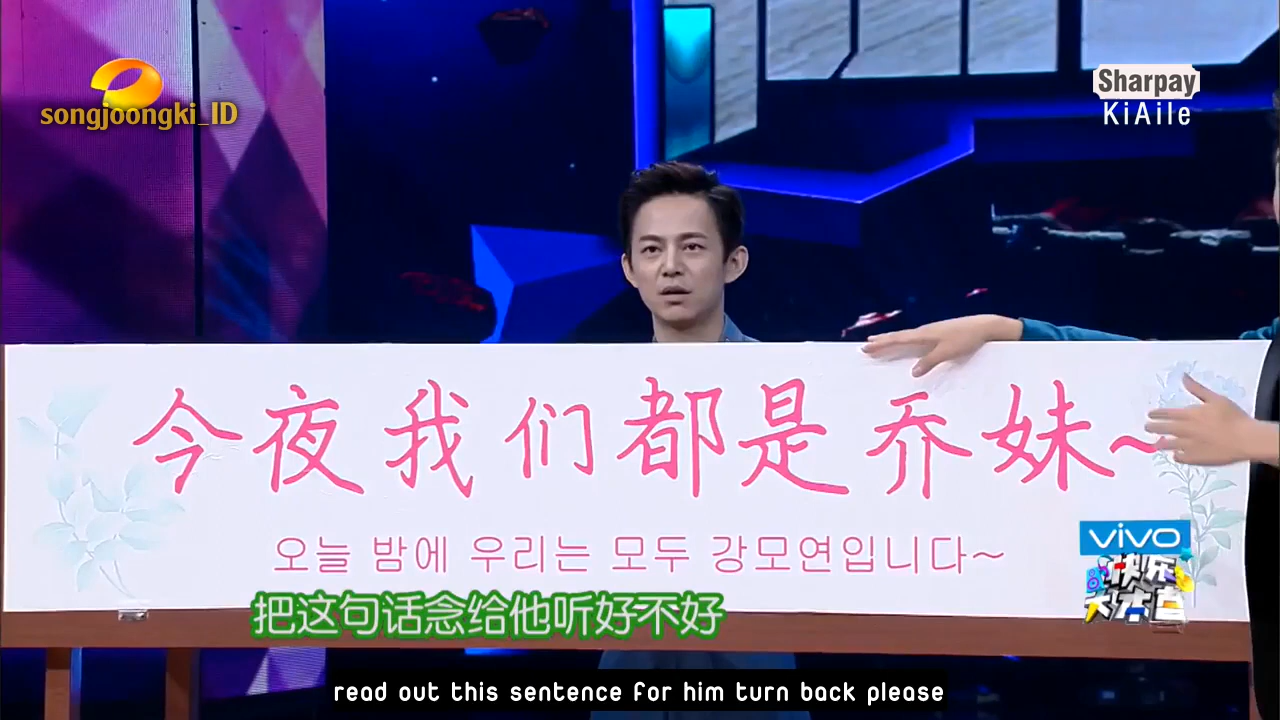 songjoongki_ID
Sharpay
KiAile
今夜我们都是乔妹~
오늘 밤에 우리는 모두 강모연입니다~
vivo
快乐
大本营
把这句话念给他听好不好
read out this sentence for him turn back please